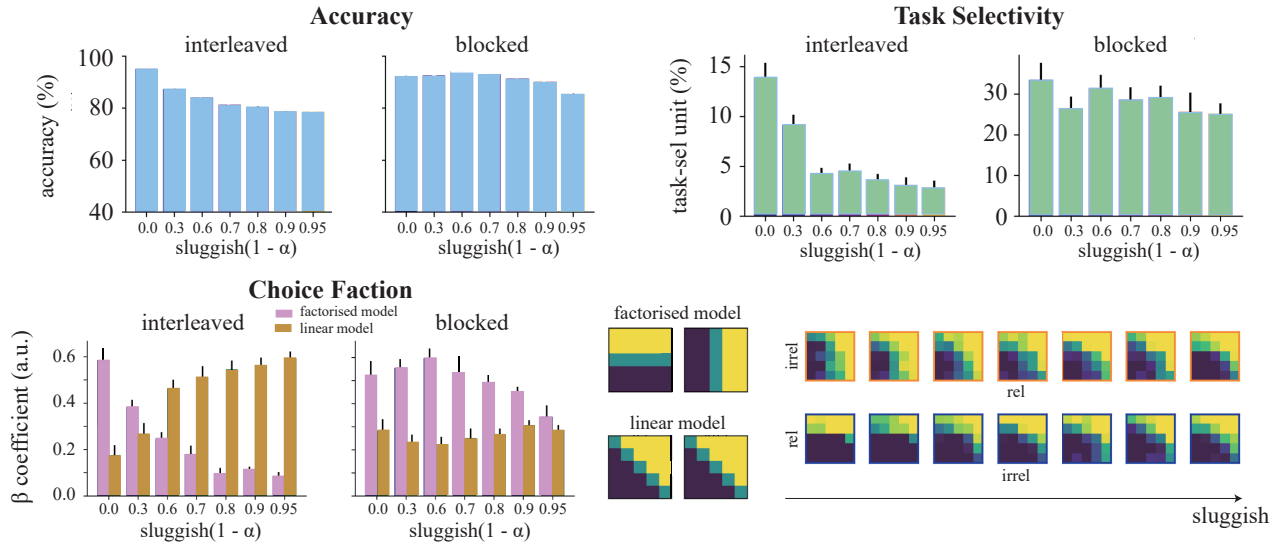 Accuracy
interleaved
blocked
accuracy (%)
100
80
60
40
0.0 0.3 0.6 0.7 0.8 0.9 0.95
sluggish(1 - α)
0.0 0.3 0.6 0.7 0.8 0.9 0.95
sluggish(1 - α)
Task Selectivity
interleaved
blocked
task-sel unit (%)
15
10
5
0
0.0 0.3 0.6 0.7 0.8 0.9 0.95
sluggish(1 - α)
30
20
10
0
0.0 0.3 0.6 0.7 0.8 0.9 0.95
sluggish(1 - α)
Choice Faction
factorised model
linear model
interleaved
blocked
β coefficient (a.u.)
0.6
0.4
0.2
0.0
0.0 0.3 0.6 0.7 0.8 0.9 0.95
sluggish(1 - α)
0.0 0.3 0.6 0.7 0.8 0.9 0.95
sluggish(1 - α)
factorised model
linear model
irrel
rel
rel
irrel
sluggish